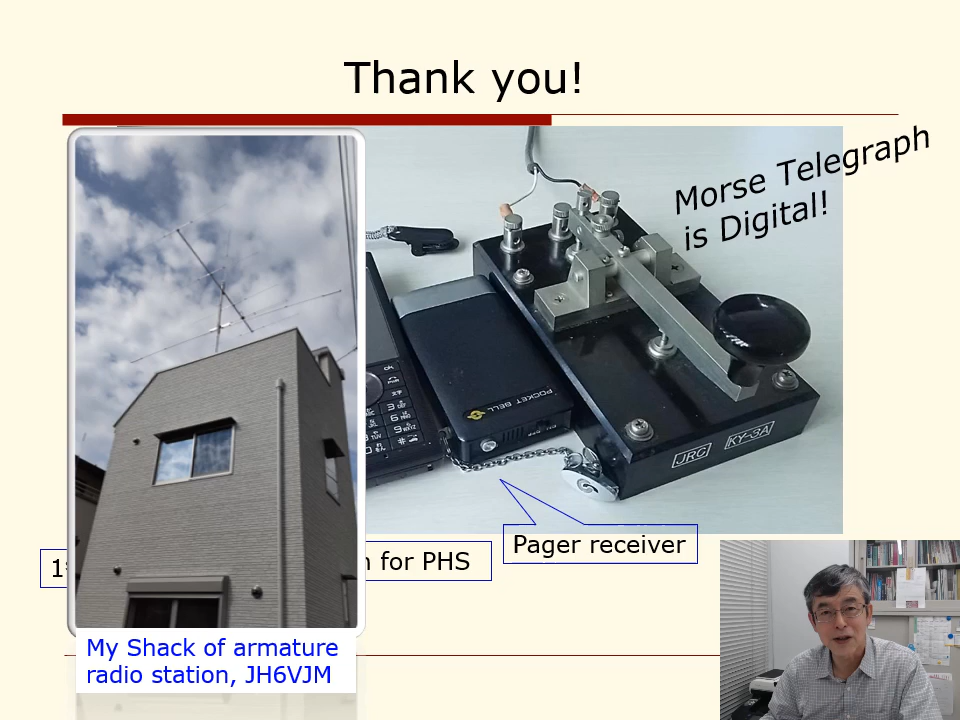 Thank you!
Morse Telegraph
is Digital!
POCKET BELL
JRC KY-3A
Pager receiver
for PHS
My Shack of armature
radio station, JH6VJM